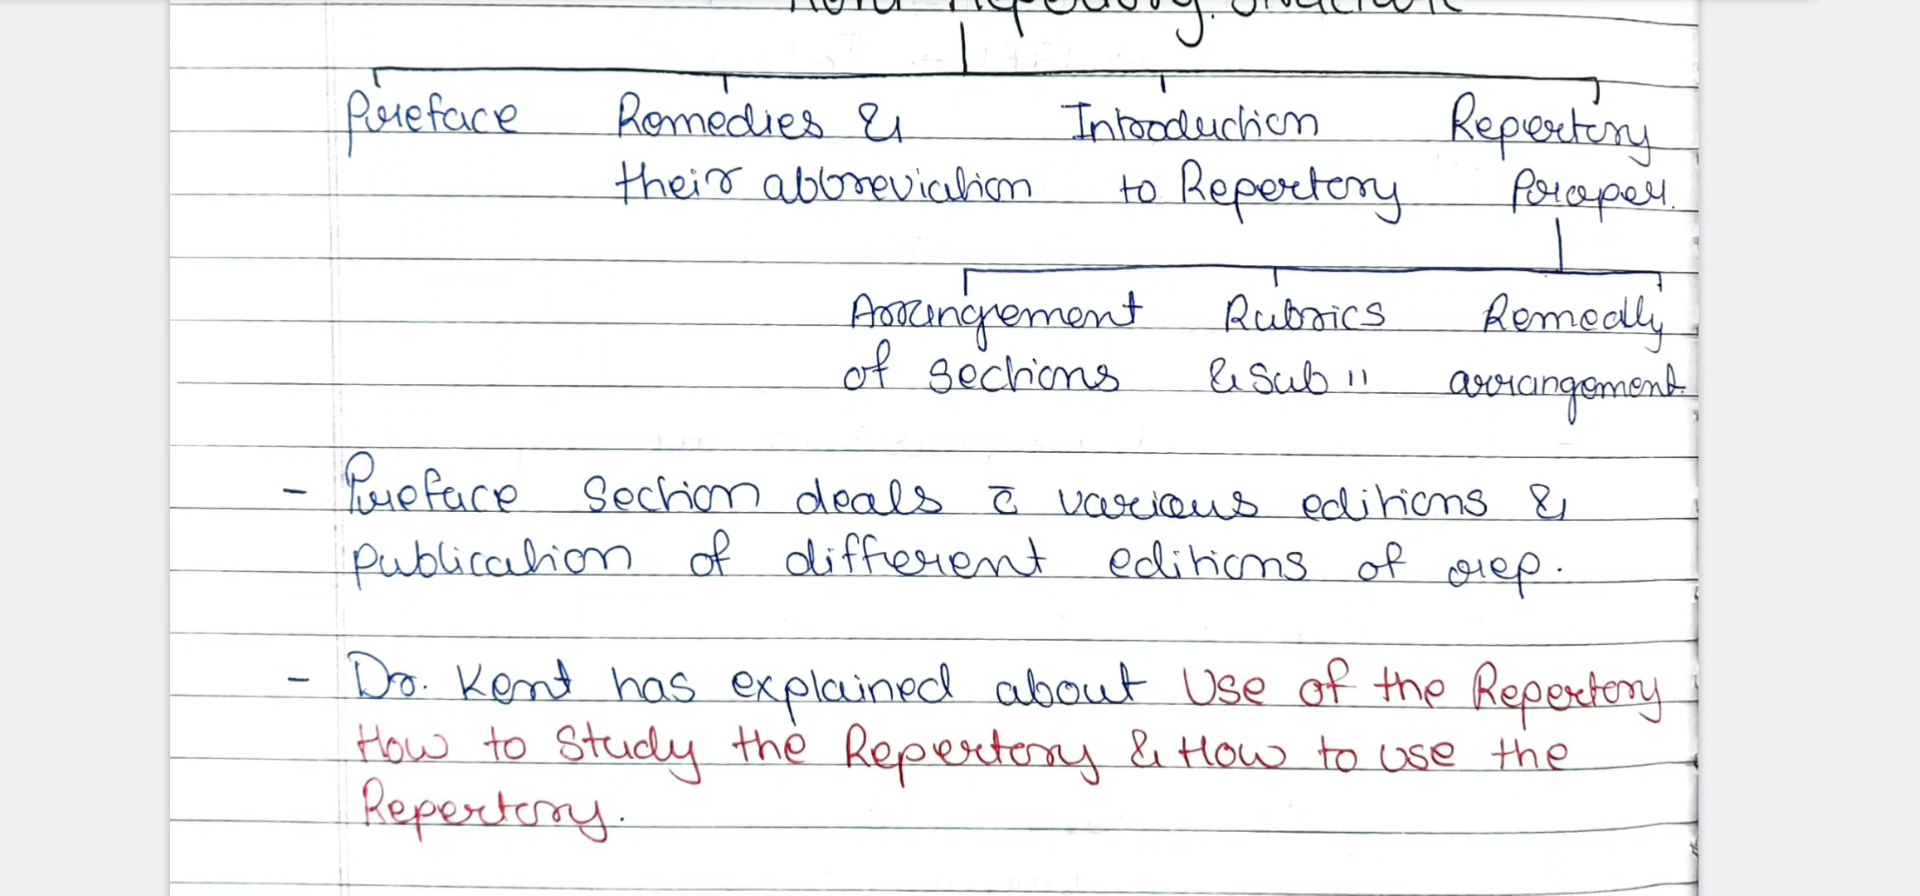 Repertory Structure
Preface Remedies & Introduction Repertory
their abbreviation to Repertory Proper.
Arrangement Rubrics Remedy
of sections & sub " arrangement.
- Preface section deals c̄ various editions &
publication of different editions of rep.
- Dr. Kent has explained about Use of the Repertory
How to study the Repertory & How to use the
Repertory.